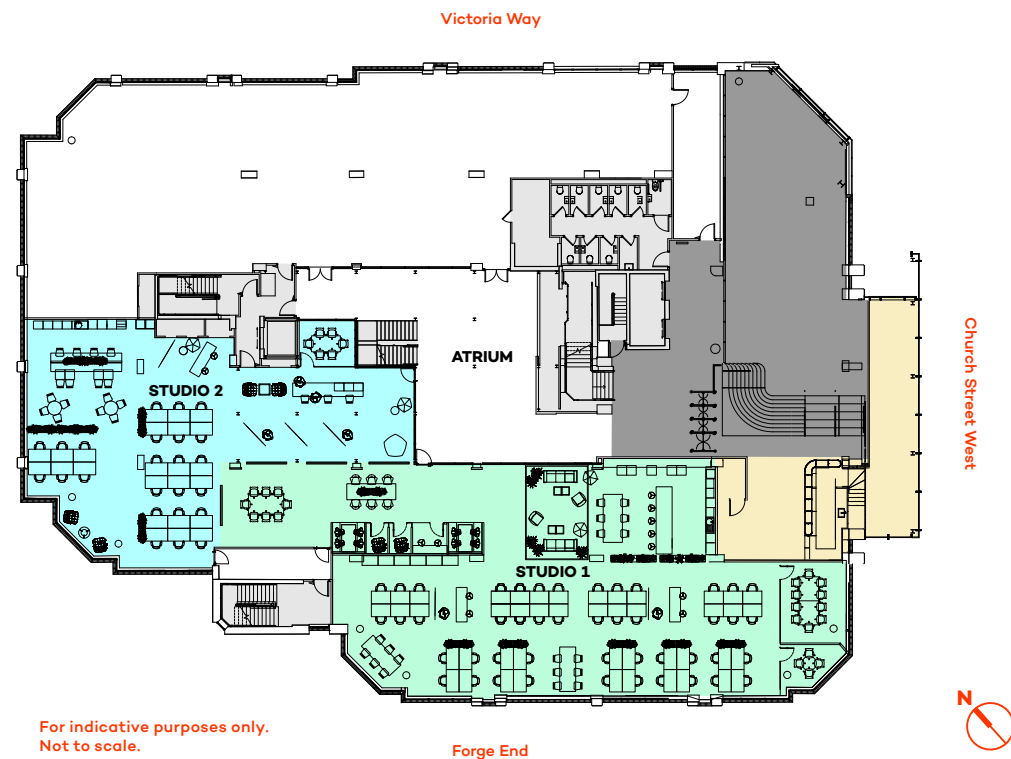 Victoria Way
ATRIUM
STUDIO 2
Church Street West
STUDIO 1
N
For indicative purposes only.
Not to scale.
Forge End